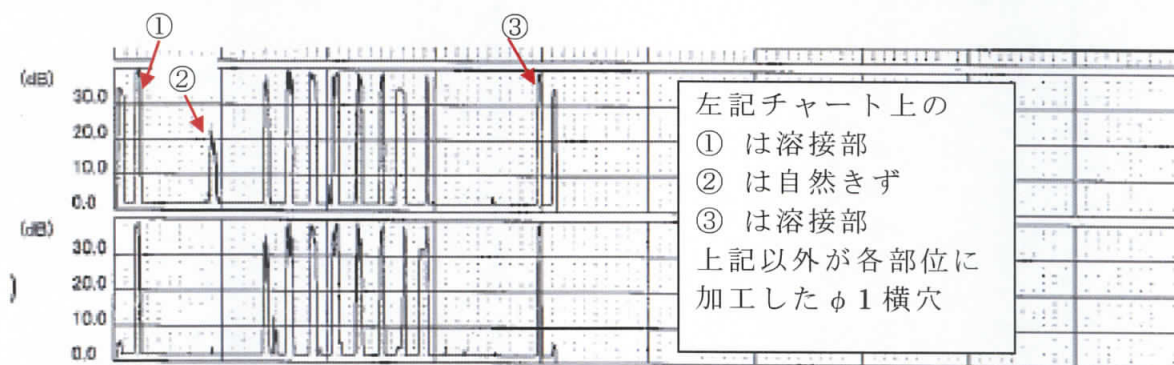 ①
③
②
(dB)
30.0
20.0
10.0
0.0
(dB)
30.0
20.0
10.0
0.0
)
左記チャート上の
① は溶接部
② は自然きず
③ は溶接部
上記以外が各部位に
加工したφ1横穴